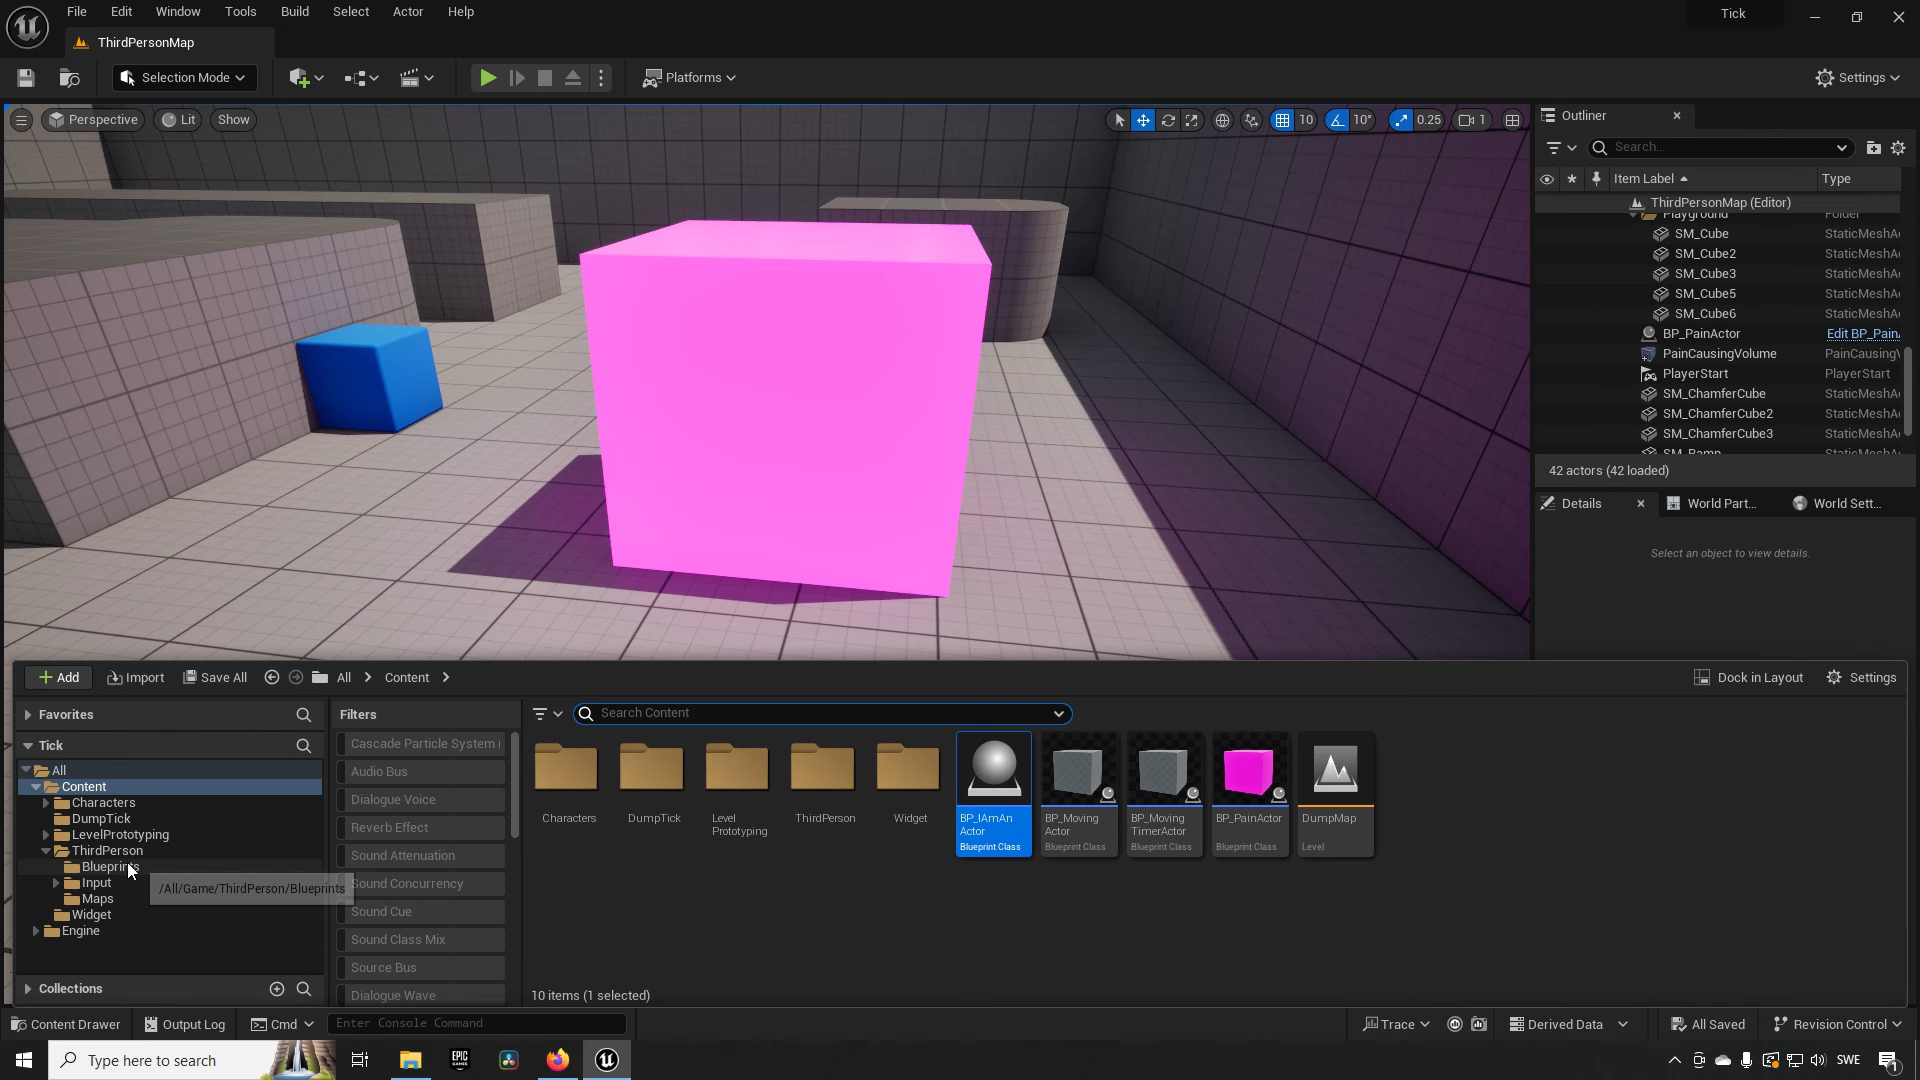 File Edit Window Tools Build Select Actor Help
Tick
ThirdPersonMap
Selection Mode
Platforms
Settings
Perspective
Lit
Show
10
10°
0.25
1
Outliner
Search...
Item Label
Type
ThirdPersonMap (Editor)
Playground Folder
SM_Cube StaticMeshA
SM_Cube2 StaticMeshA
SM_Cube3 StaticMeshA
SM_Cube5 StaticMeshA
SM_Cube6 StaticMeshA
BP_PainActor Edit BP_Pain
PainCausingVolume PainCausing
PlayerStart PlayerStart
SM_ChamferCube StaticMeshA
SM_ChamferCube2 StaticMeshA
SM_ChamferCube3 StaticMeshA
SM_Ramp
42 actors (42 loaded)
Details
World Part...
World Sett...
Select an object to view details.
Add
Import
Save All
All
Content
Dock in Layout
Settings
Favorites
Tick
All
Content
Characters
DumpTick
LevelPrototyping
ThirdPerson
Blueprints
Input
Maps
Widget
Engine
/All/Game/ThirdPerson/Blueprints
Collections
Filters
Cascade Particle System (
Audio Bus
Dialogue Voice
Reverb Effect
Sound Attenuation
Sound Concurrency
Sound Cue
Sound Class Mix
Source Bus
Dialogue Wave
Search Content
Characters
DumpTick
Level
Prototyping
ThirdPerson
Widget
BP_IAmAn
Actor
Blueprint Class
BP_Moving
Actor
Blueprint Class
BP_Moving
TimerActor
Blueprint Class
BP_PainActor
Blueprint Class
DumpMap
Level
10 items (1 selected)
Content Drawer
Output Log
Cmd
Enter Console Command
Trace
Derived Data
All Saved
Revision Control
Type here to search
EPIC
GAMES
SWE
1